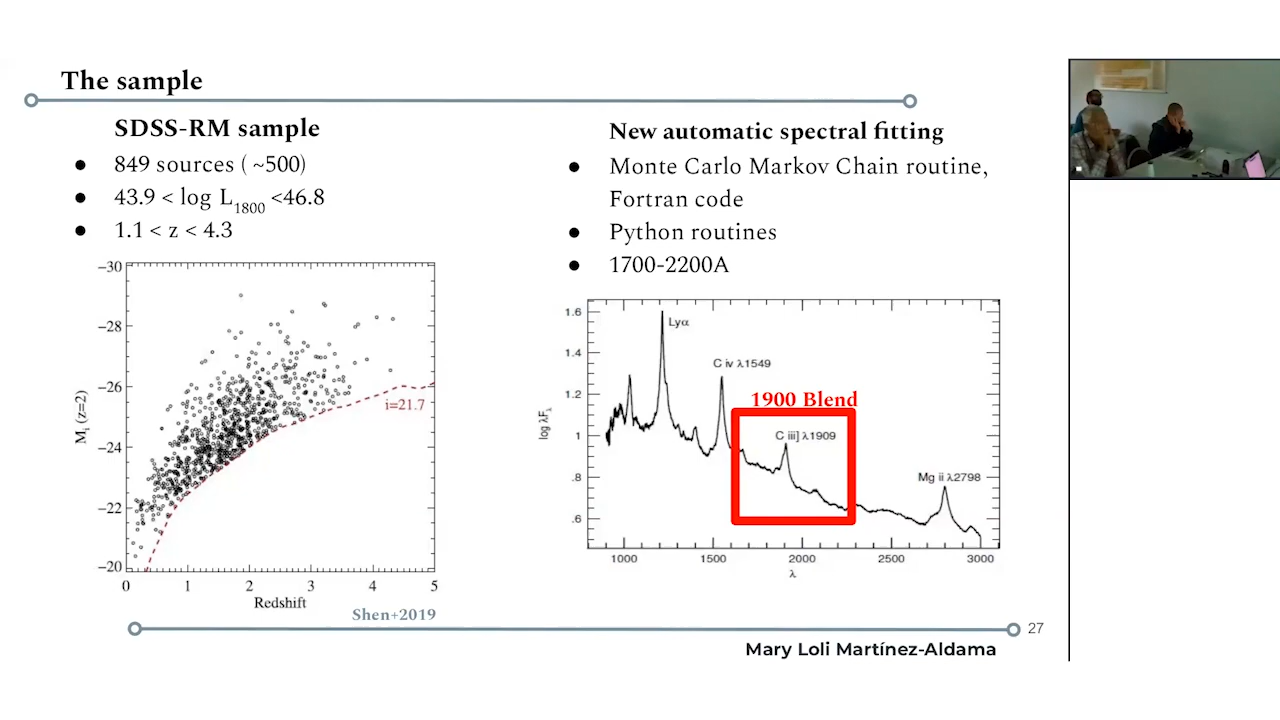 The sample
SDSS-RM sample
● 849 sources ( ~500)
● 43.9 < log L1800 <46.8
● 1.1 < z < 4.3
−30
−28
−26
−24
−22
−20
Mi (z=2)
i=21.7
0 1 2 3 4 5
Redshift
Shen+2019
New automatic spectral fitting
● Monte Carlo Markov Chain routine,
Fortran code
● Python routines
● 1700-2200A
1.6
1.4
1.2
1
.8
.6
log λFλ
Lyα
C iv λ1549
1900 Blend
C iii] λ1909
Mg ii λ2798
1000 1500 2000 2500 3000
λ
27
Mary Loli Martínez-Aldama